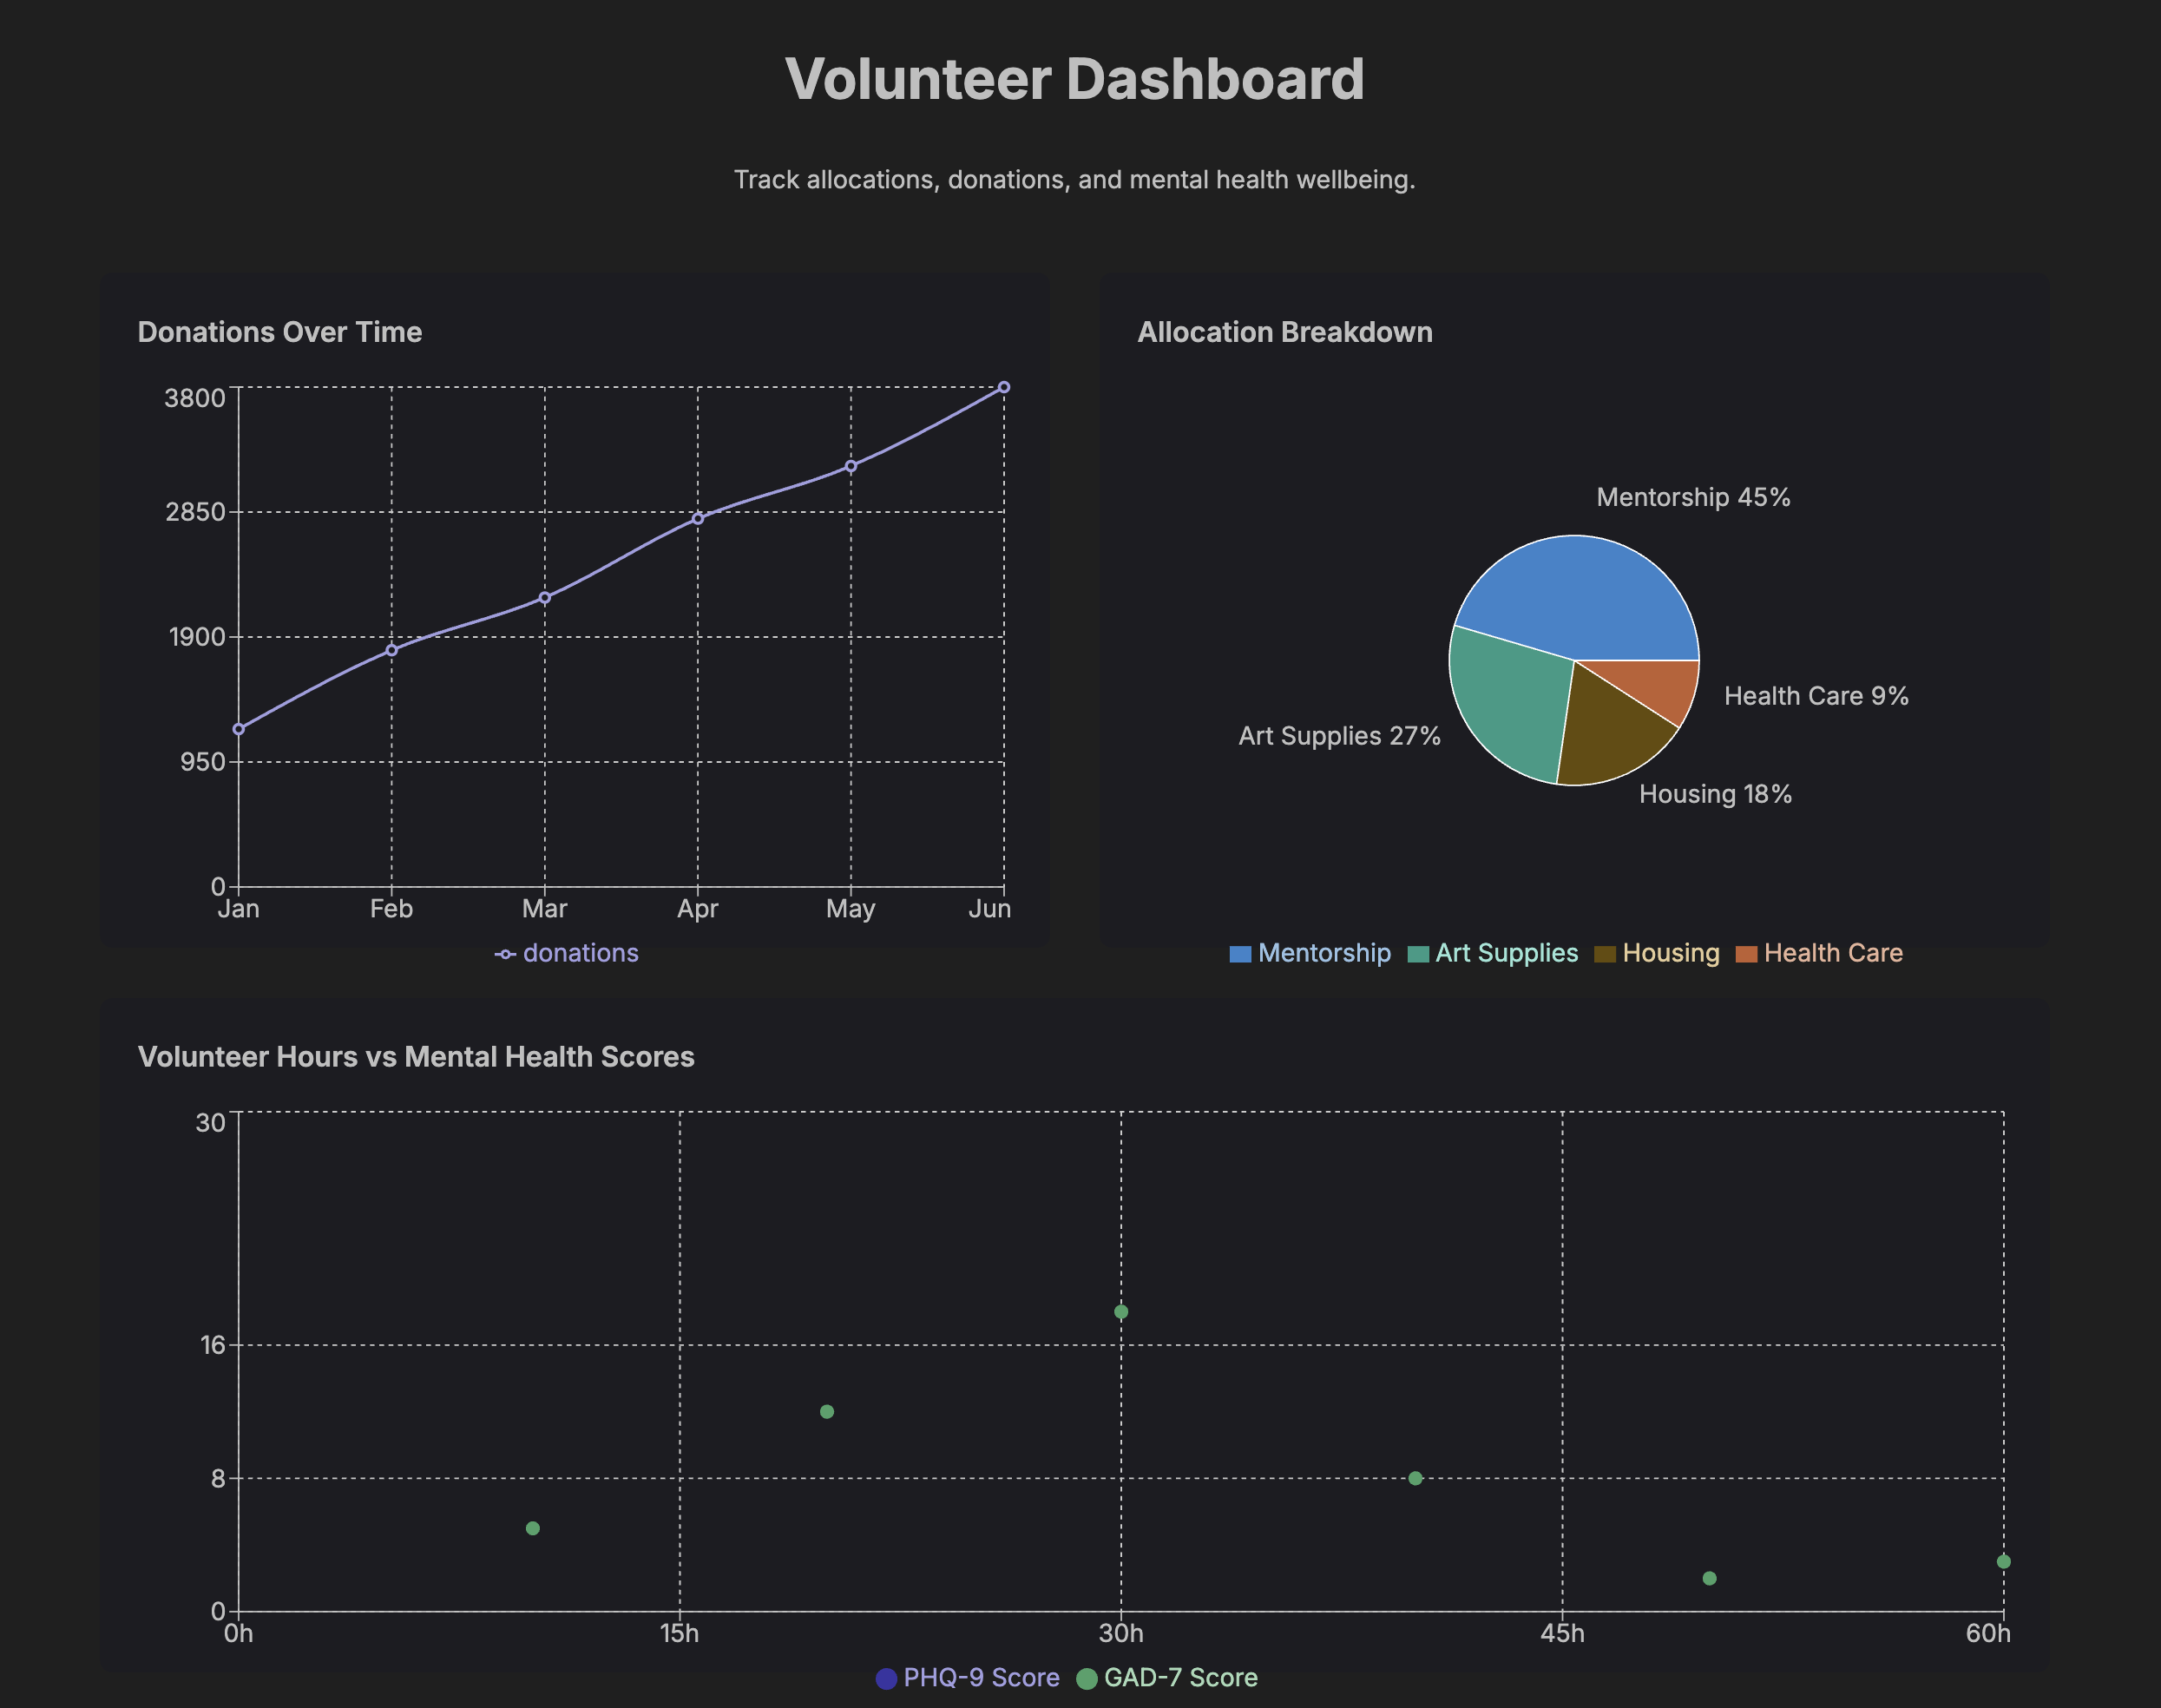 Volunteer Dashboard
Track allocations, donations, and mental health wellbeing.
Donations Over Time
3800
2850
1900
950
0
Jan Feb Mar Apr May Jun
donations
Allocation Breakdown
Mentorship 45%
Health Care 9%
Art Supplies 27%
Housing 18%
Mentorship Art Supplies Housing Health Care
Volunteer Hours vs Mental Health Scores
30
16
8
0
0h 15h 30h 45h 60h
PHQ-9 Score GAD-7 Score